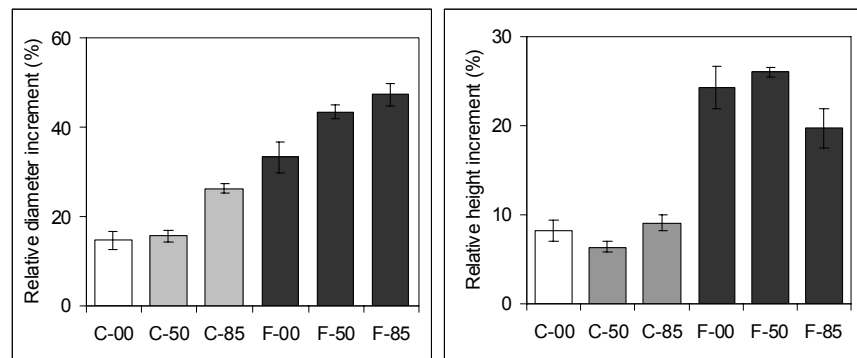 Relative diameter increment (%)
60
40
20
0
C-00 C-50 C-85 F-00 F-50 F-85
Relative height increment (%)
30
20
10
0
C-00 C-50 C-85 F-00 F-50 F-85